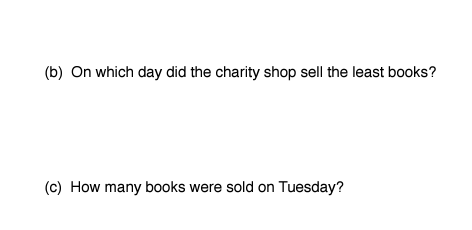 (b) On which day did the charity shop sell the least books?
(c) How many books were sold on Tuesday?